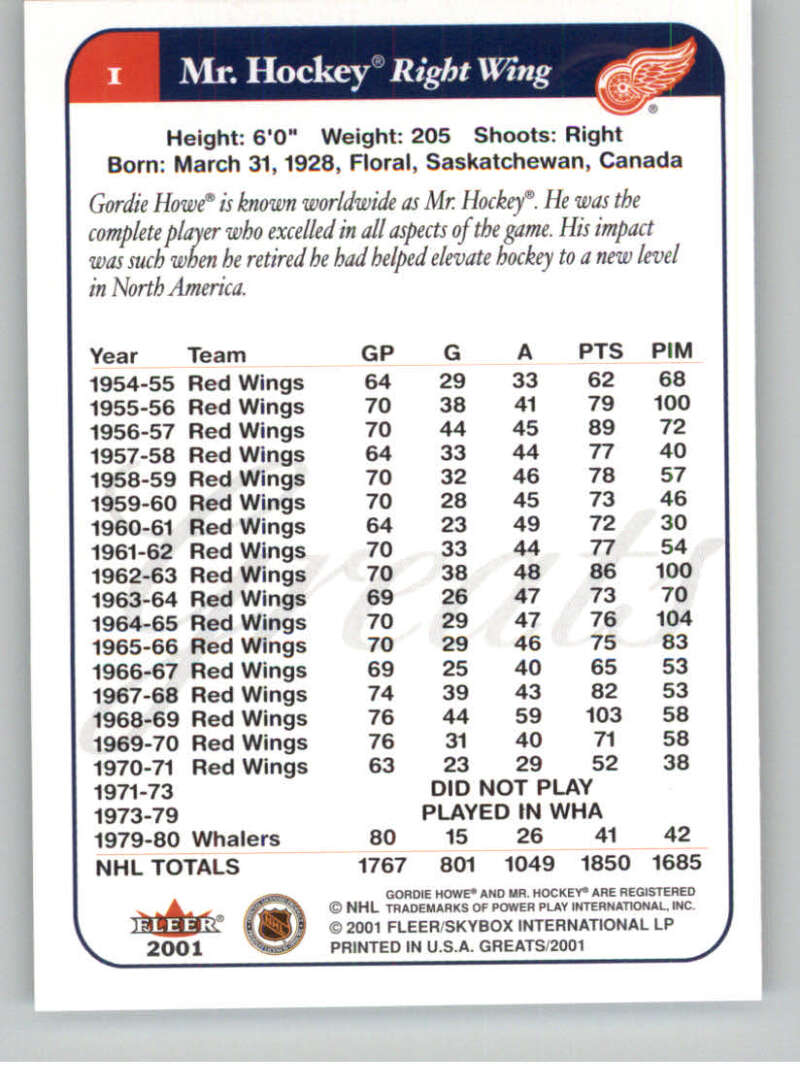 1 Mr. Hockey® Right Wing
®
Height: 6'0" Weight: 205 Shoots: Right
Born: March 31, 1928, Floral, Saskatchewan, Canada
Gordie Howe® is known worldwide as Mr. Hockey®. He was the
complete player who excelled in all aspects of the game. His impact
was such when he retired he had helped elevate hockey to a new level
in North America.
Year Team GP G A PTS PIM
1954-55 Red Wings 64 29 33 62 68
1955-56 Red Wings 70 38 41 79 100
1956-57 Red Wings 70 44 45 89 72
1957-58 Red Wings 64 33 44 77 40
1958-59 Red Wings 70 32 46 78 57
1959-60 Red Wings 70 28 45 73 46
1960-61 Red Wings 64 23 49 72 30
1961-62 Red Wings 70 33 44 77 54
1962-63 Red Wings 70 38 48 86 100
1963-64 Red Wings 69 26 47 73 70
1964-65 Red Wings 70 29 47 76 104
1965-66 Red Wings 70 29 46 75 83
1966-67 Red Wings 69 25 40 65 53
1967-68 Red Wings 74 39 43 82 53
1968-69 Red Wings 76 44 59 103 58
1969-70 Red Wings 76 31 40 71 58
1970-71 Red Wings 63 23 29 52 38
1971-73 DID NOT PLAY
1973-79 PLAYED IN WHA
1979-80 Whalers 80 15 26 41 42
NHL TOTALS 1767 801 1049 1850 1685
Greats
FLEER®
2001
NHL
GORDIE HOWE® AND MR. HOCKEY® ARE REGISTERED
© NHL TRADEMARKS OF POWER PLAY INTERNATIONAL, INC.
© 2001 FLEER/SKYBOX INTERNATIONAL LP
PRINTED IN U.S.A. GREATS/2001